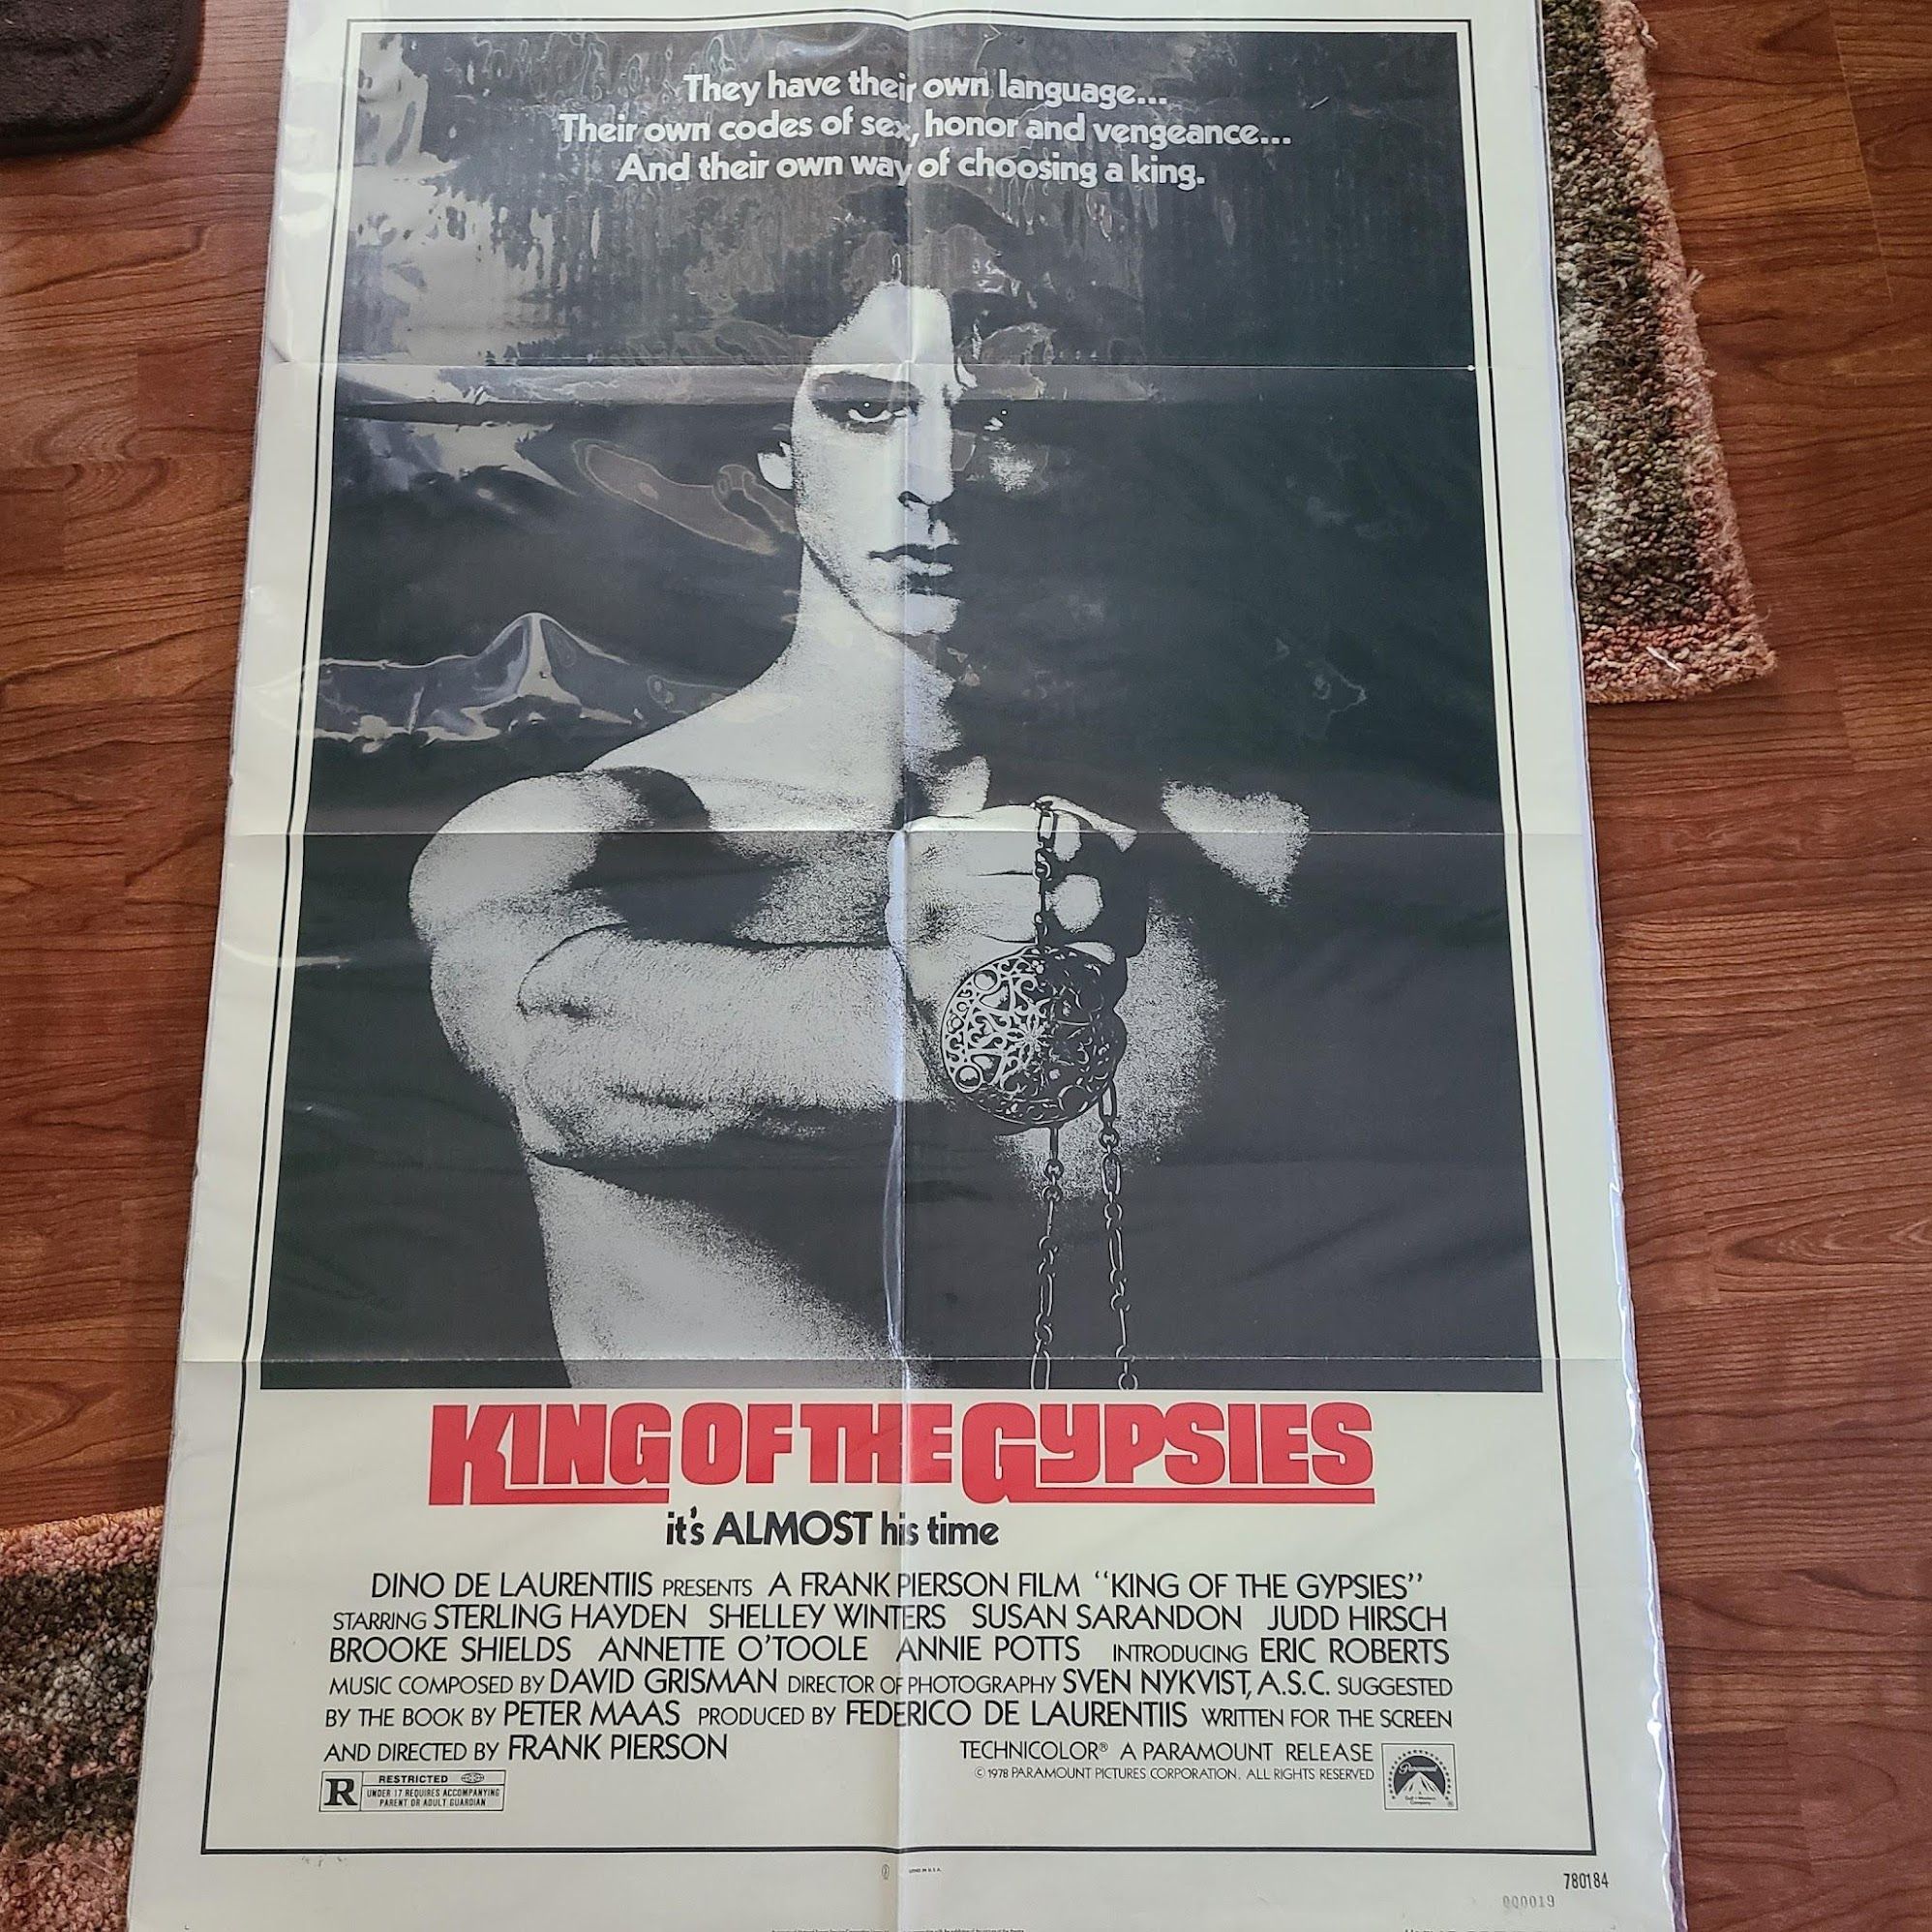 They have their own language...
Their own codes of sex, honor and vengeance...
And their own way of choosing a king.
KING OF THE GYPSIES
it's ALMOST his time
DINO DE LAURENTIIS PRESENTS A FRANK PIERSON FILM “KING OF THE GYPSIES”
STARRING STERLING HAYDEN SHELLEY WINTERS SUSAN SARANDON JUDD HIRSCH
BROOKE SHIELDS ANNETTE O'TOOLE ANNIE POTTS INTRODUCING ERIC ROBERTS
MUSIC COMPOSED BY DAVID GRISMAN DIRECTOR OF PHOTOGRAPHY SVEN NYKVIST, A.S.C. SUGGESTED
BY THE BOOK BY PETER MAAS PRODUCED BY FEDERICO DE LAURENTIIS WRITTEN FOR THE SCREEN
AND DIRECTED BY FRANK PIERSON
TECHNICOLOR® A PARAMOUNT RELEASE
© 1978 PARAMOUNT PICTURES CORPORATION. ALL RIGHTS RESERVED
Paramount
R RESTRICTED
UNDER 17 REQUIRES ACCOMPANYING
PARENT OR ADULT GUARDIAN
780184
000019